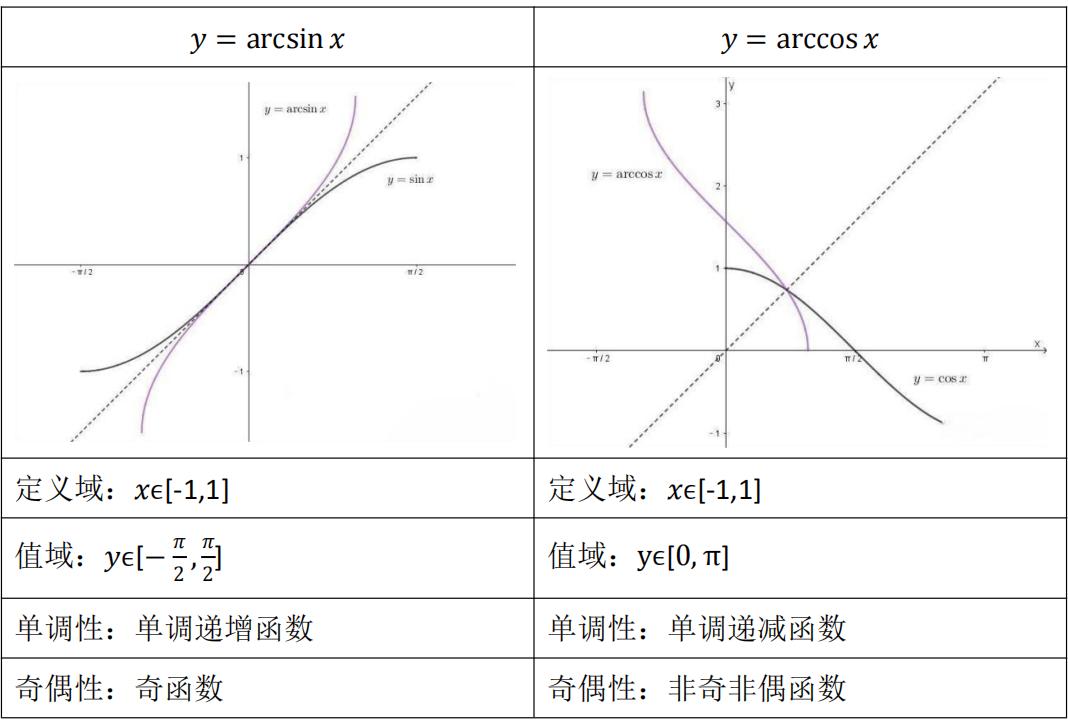 y = arcsin x
y = arccos x
y = arcsin x
1
y = sin x
-π/2
0
π/2
-1
y
3
y = arccos x
2
1
x
-π/2
0
π/2
π
y = cos x
-1
定义域：xϵ[-1,1]
定义域：xϵ[-1,1]
值域：yϵ[−π/2,π/2]
值域：yϵ[0, π]
单调性：单调递增函数
单调性：单调递减函数
奇偶性：奇函数
奇偶性：非奇非偶函数